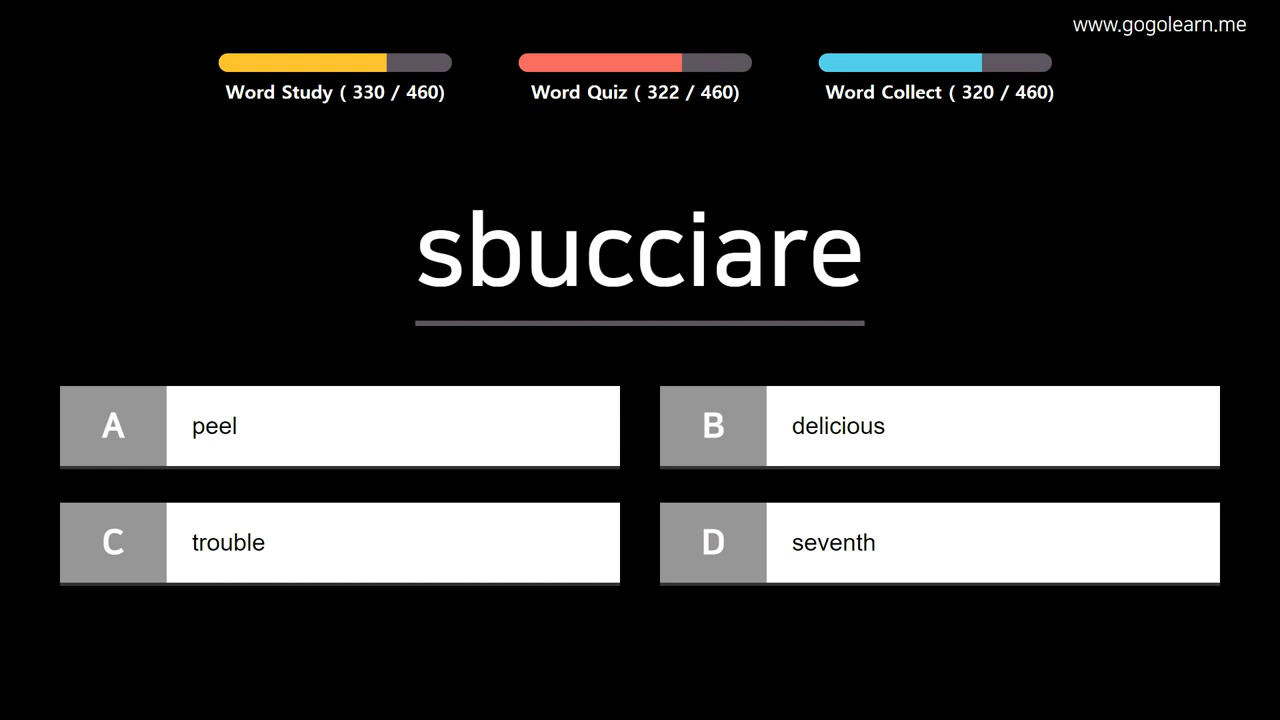 www.gogolearn.me
Word Study ( 330 / 460)
Word Quiz ( 322 / 460)
Word Collect ( 320 / 460)
sbucciare
A peel
B delicious
C trouble
D seventh